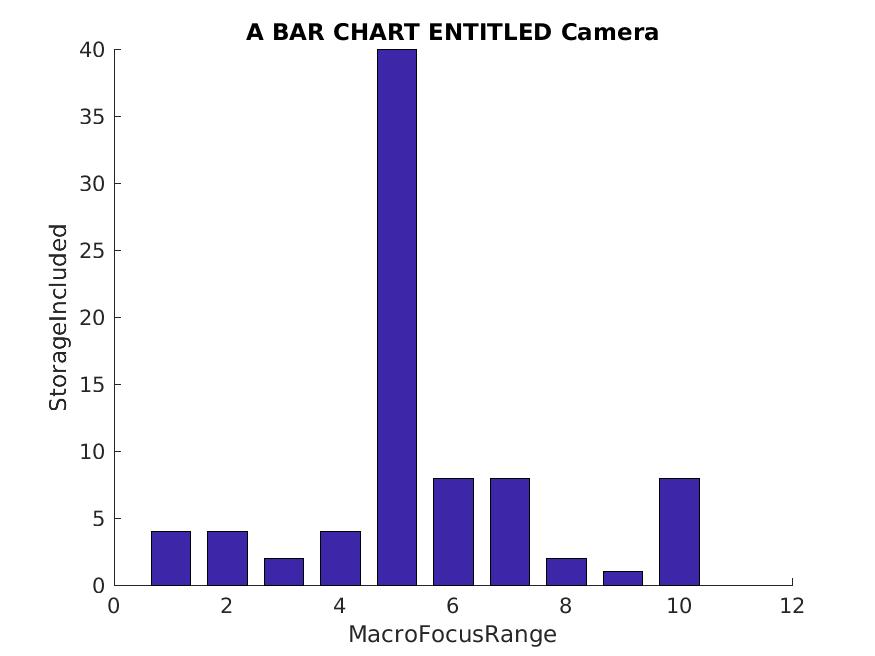 A BAR CHART ENTITLED Camera
40
35
30
25
20
15
10
5
0
StorageIncluded
0 2 4 6 8 10 12
MacroFocusRange